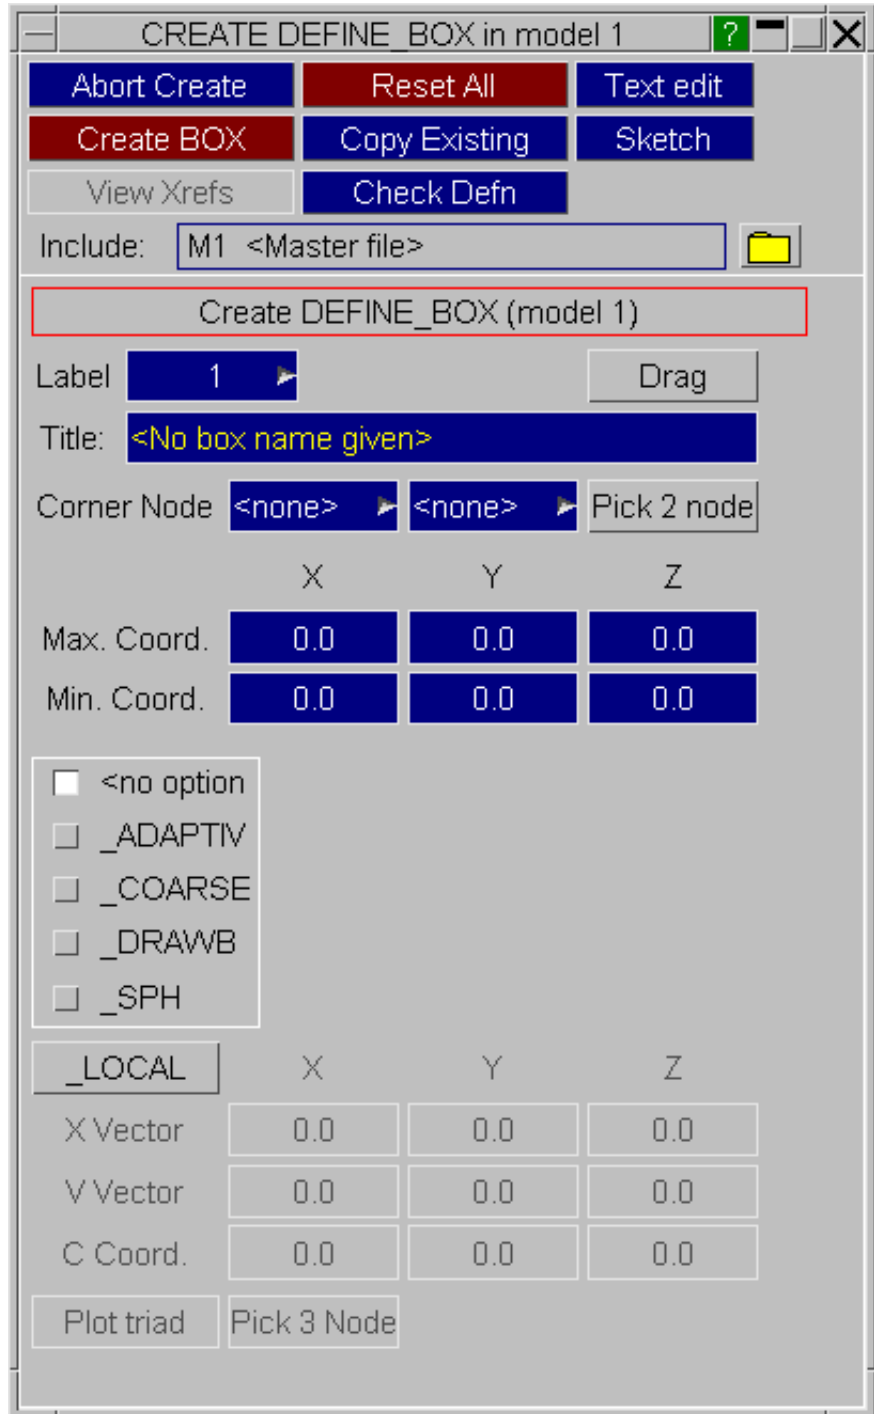 CREATE DEFINE_BOX in model 1 ?
Abort Create Reset All Text edit
Create BOX Copy Existing Sketch
View Xrefs Check Defn
Include: M1 <Master file>
Create DEFINE_BOX (model 1)
Label 1 Drag
Title: <No box name given>
Corner Node <none> <none> Pick 2 node
X Y Z
Max. Coord. 0.0 0.0 0.0
Min. Coord. 0.0 0.0 0.0
<no option
_ADAPTIV
_COARSE
_DRAWB
_SPH
_LOCAL X Y Z
X Vector 0.0 0.0 0.0
V Vector 0.0 0.0 0.0
C Coord. 0.0 0.0 0.0
Plot triad Pick 3 Node